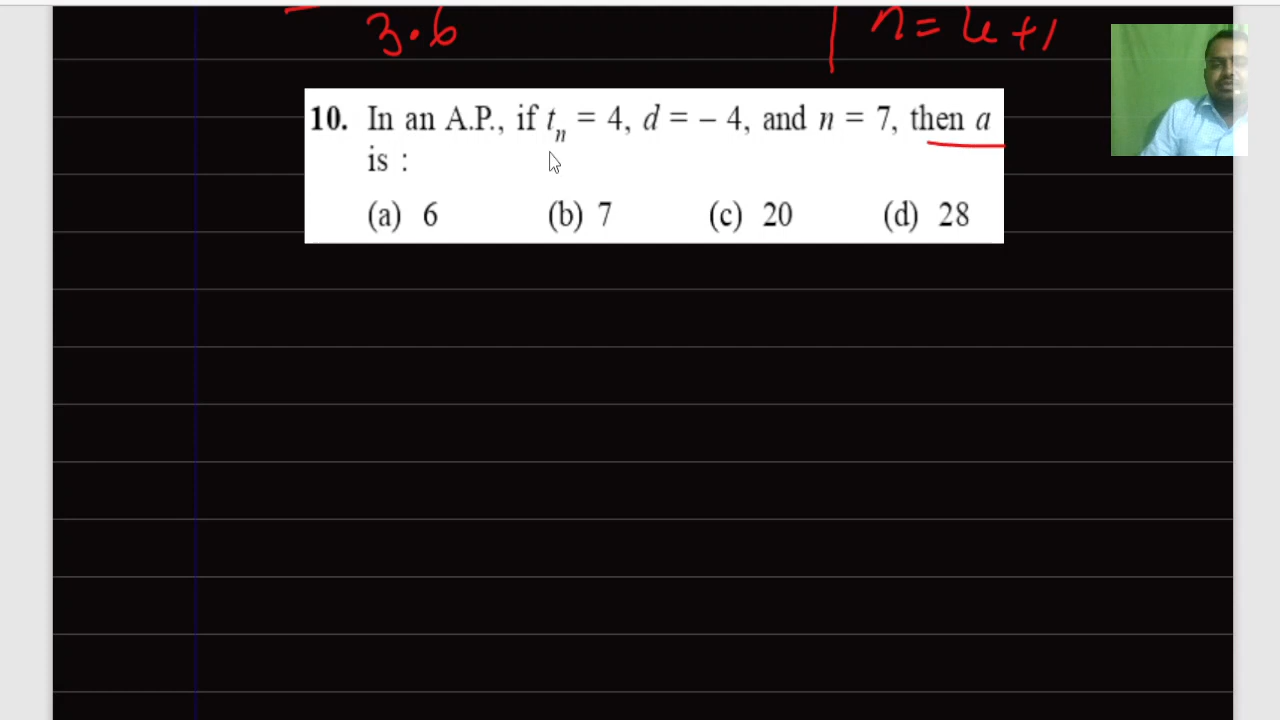 3.6
n = 4+1
10. In an A.P., if tₙ = 4, d = – 4, and n = 7, then a
is :
(a) 6 (b) 7 (c) 20 (d) 28